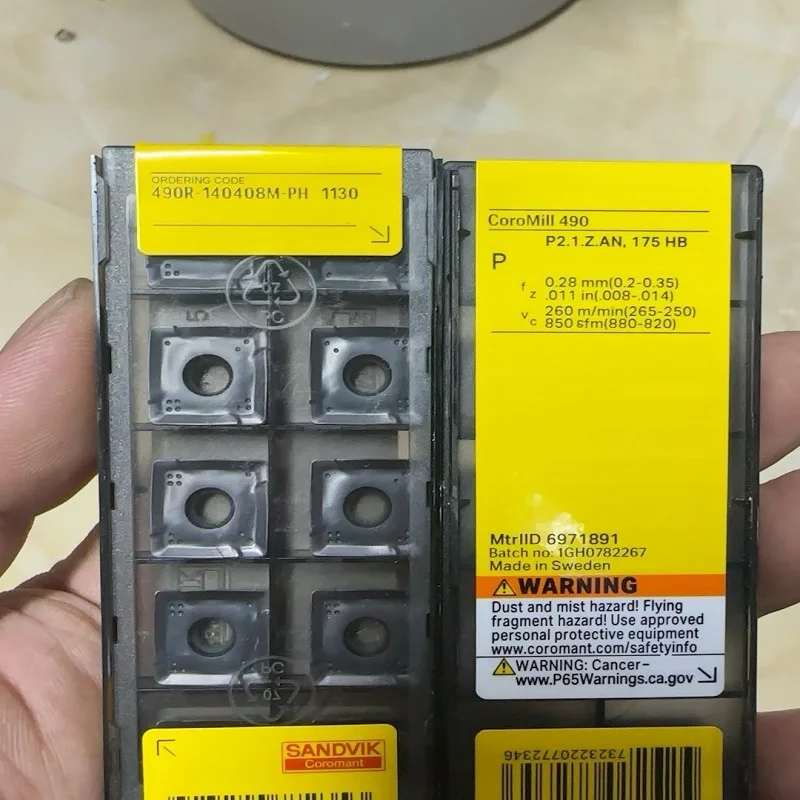 ORDERING CODE
490R-140408M-PH 1130
SANDVIK
Coromant
CoroMill 490
P2.1.Z.AN, 175 HB
P
fz 0.28 mm(0.2-0.35)
.011 in(.008-.014)
vc 260 m/min(265-250)
850 sfm(880-820)
MtrlID 6971891
Batch no: 1GH0782267
Made in Sweden
WARNING
Dust and mist hazard! Flying
fragment hazard! Use approved
personal protective equipment
www.coromant.com/safetyinfo
WARNING: Cancer-
www.P65Warnings.ca.gov
7323220772346